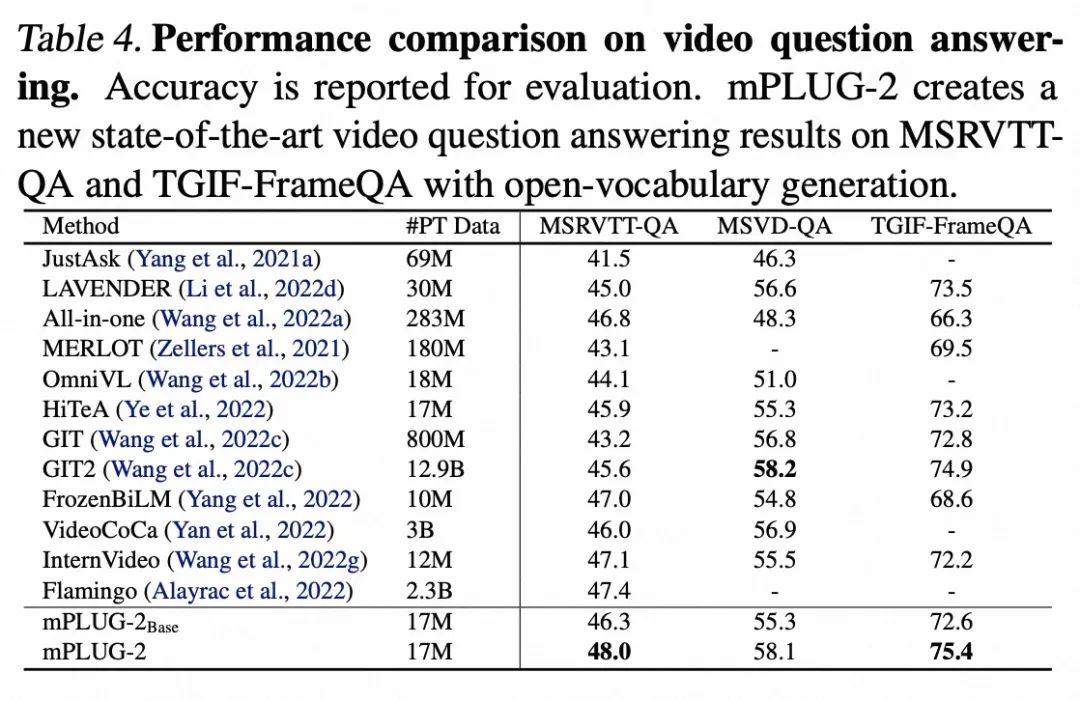 Table 4. Performance comparison on video question answer-
ing. Accuracy is reported for evaluation. mPLUG-2 creates a
new state-of-the-art video question answering results on MSRVTT-
QA and TGIF-FrameQA with open-vocabulary generation.
Method #PT Data MSRVTT-QA MSVD-QA TGIF-FrameQA
JustAsk (Yang et al., 2021a) 69M 41.5 46.3 -
LAVENDER (Li et al., 2022d) 30M 45.0 56.6 73.5
All-in-one (Wang et al., 2022a) 283M 46.8 48.3 66.3
MERLOT (Zellers et al., 2021) 180M 43.1 - 69.5
OmniVL (Wang et al., 2022b) 18M 44.1 51.0 -
HiTeA (Ye et al., 2022) 17M 45.9 55.3 73.2
GIT (Wang et al., 2022c) 800M 43.2 56.8 72.8
GIT2 (Wang et al., 2022c) 12.9B 45.6 58.2 74.9
FrozenBiLM (Yang et al., 2022) 10M 47.0 54.8 68.6
VideoCoCa (Yan et al., 2022) 3B 46.0 56.9 -
InternVideo (Wang et al., 2022g) 12M 47.1 55.5 72.2
Flamingo (Alayrac et al., 2022) 2.3B 47.4 - -
mPLUG-2Base 17M 46.3 55.3 72.6
mPLUG-2 17M 48.0 58.1 75.4